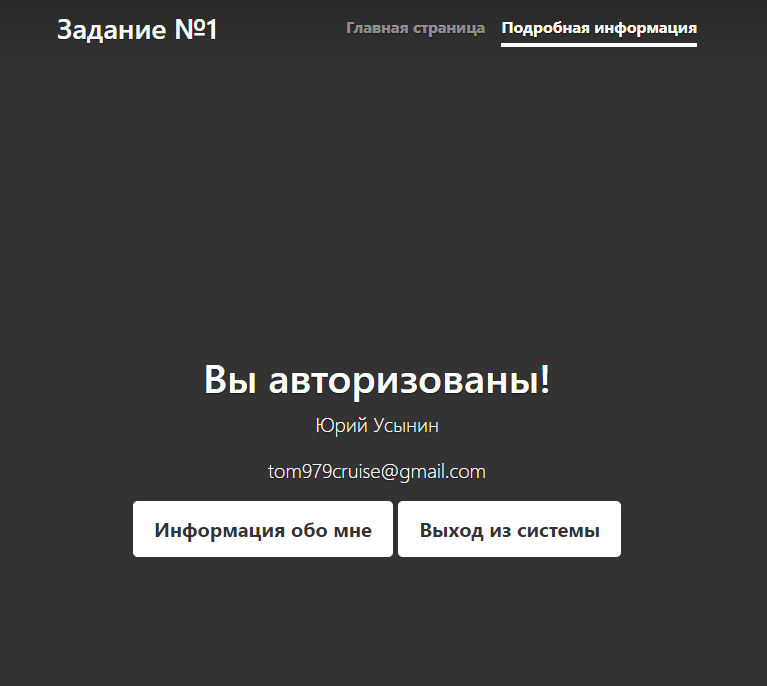 Задание №1
Главная страница Подробная информация
Вы авторизованы!
Юрий Усынин
tom979cruise@gmail.com
Информация обо мне Выход из системы